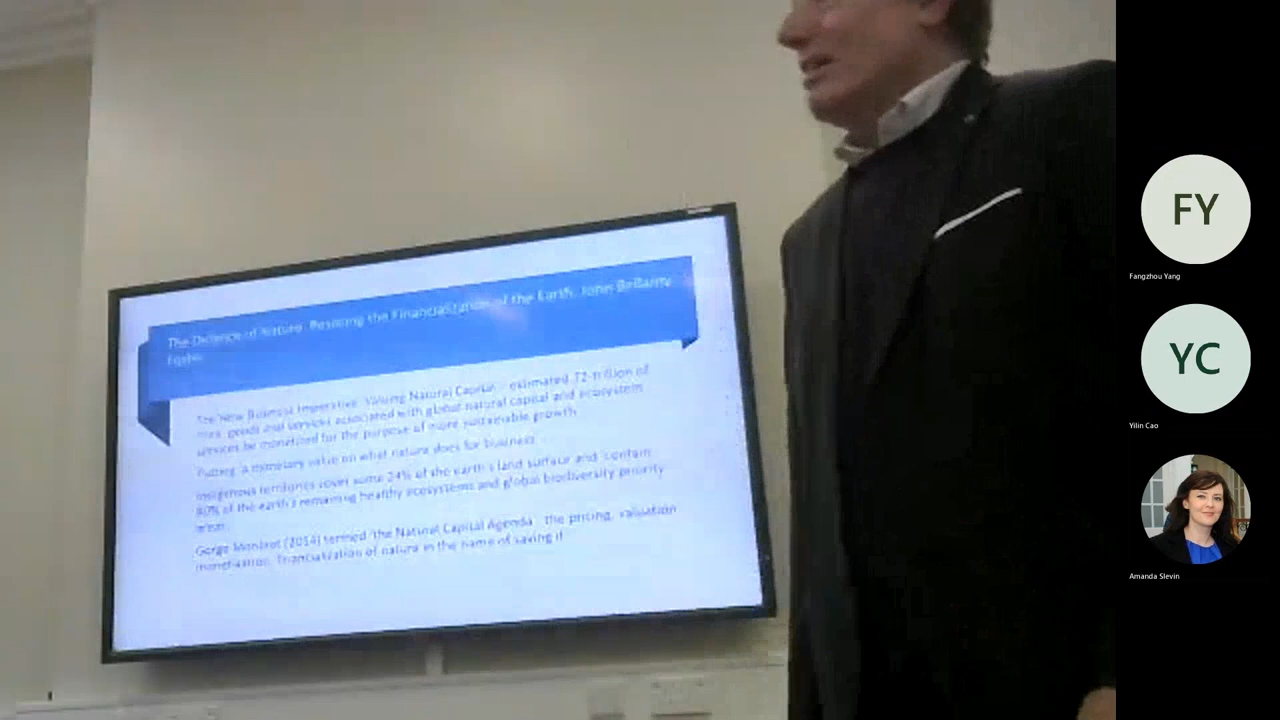 The Defence of Nature: Resisting the Financialization of the Earth John Bellamy
Foster
The New Business Imperative Valuing Natural Capital estimated 72-trillion of
goods and services associated with global natural capital and ecosystem
services be monetized for the purpose of more sustainable growth
Putting a monetary value on what nature does for business
Indigenous territories cover some 24% of the earth's land surface and contain
80% of the earth's remaining healthy ecosystems and global biodiversity priority
areas
Monbiot (2014) termed 'the Natural Capital Agenda' the pricing, valuation
monetisation financialization of nature in the name of saving it
FY
Fangzhou Yang
YC
Yilin Cao
Amanda Slevin